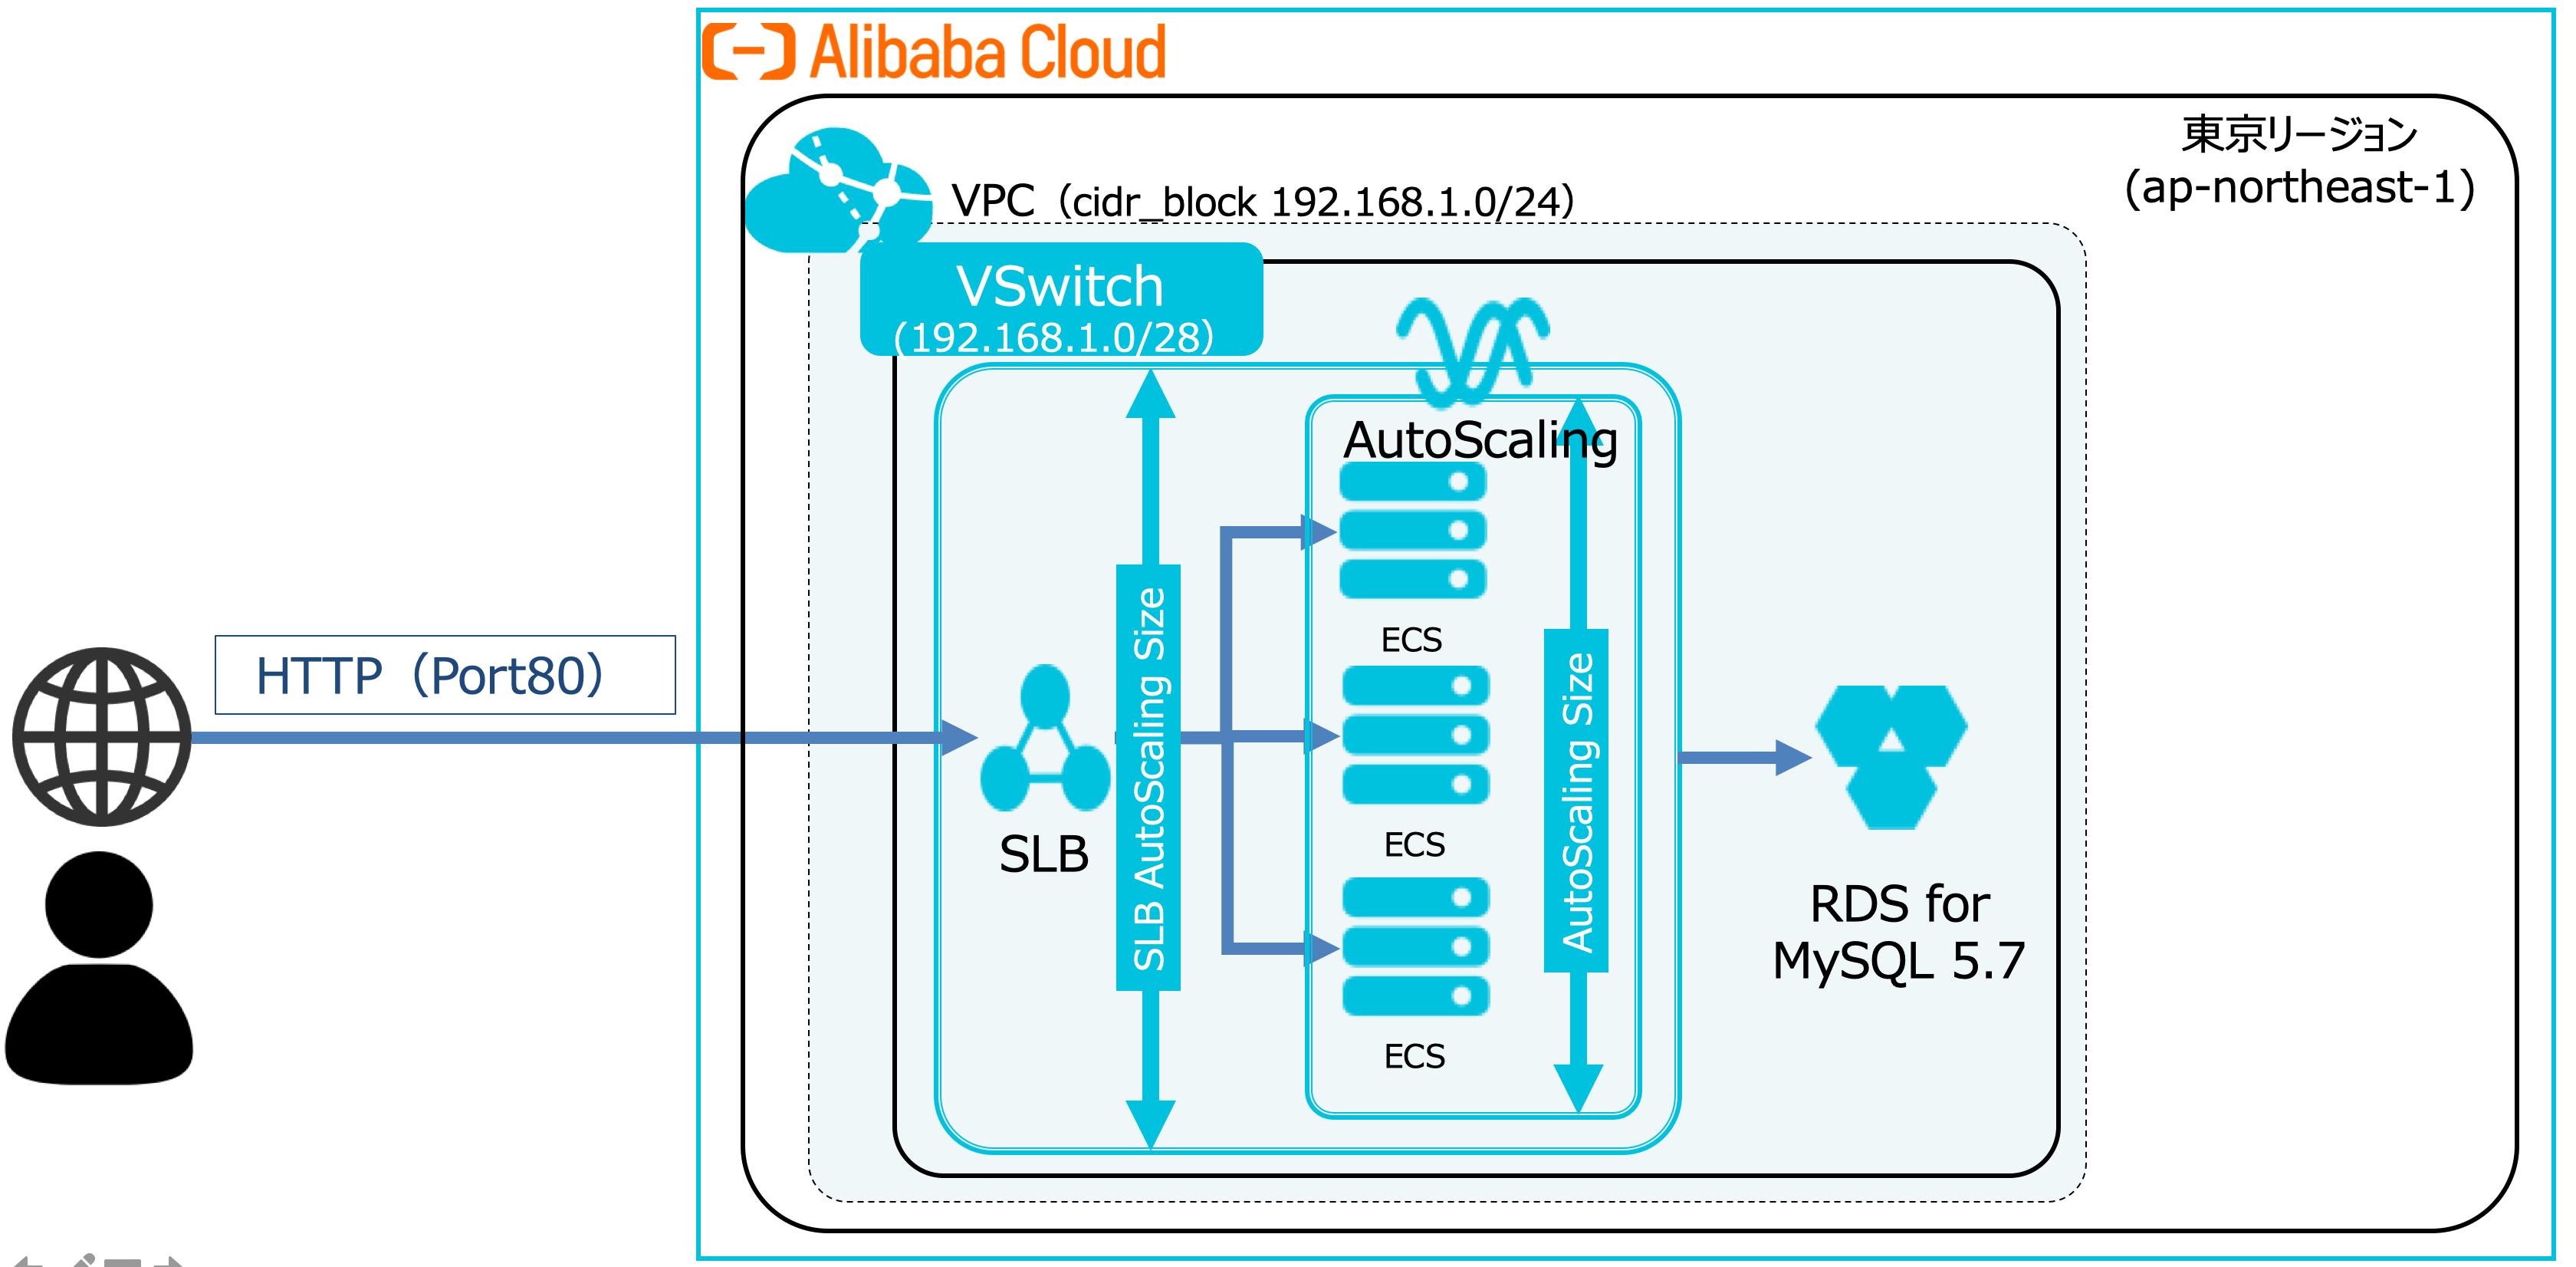 Alibaba Cloud
東京リージョン
(ap-northeast-1)
VPC（cidr_block 192.168.1.0/24）
VSwitch
（192.168.1.0/28）
AutoScaling
HTTP（Port80）
SLB
SLB AutoScaling Size
ECS
ECS
ECS
AutoScaling Size
RDS for
MySQL 5.7